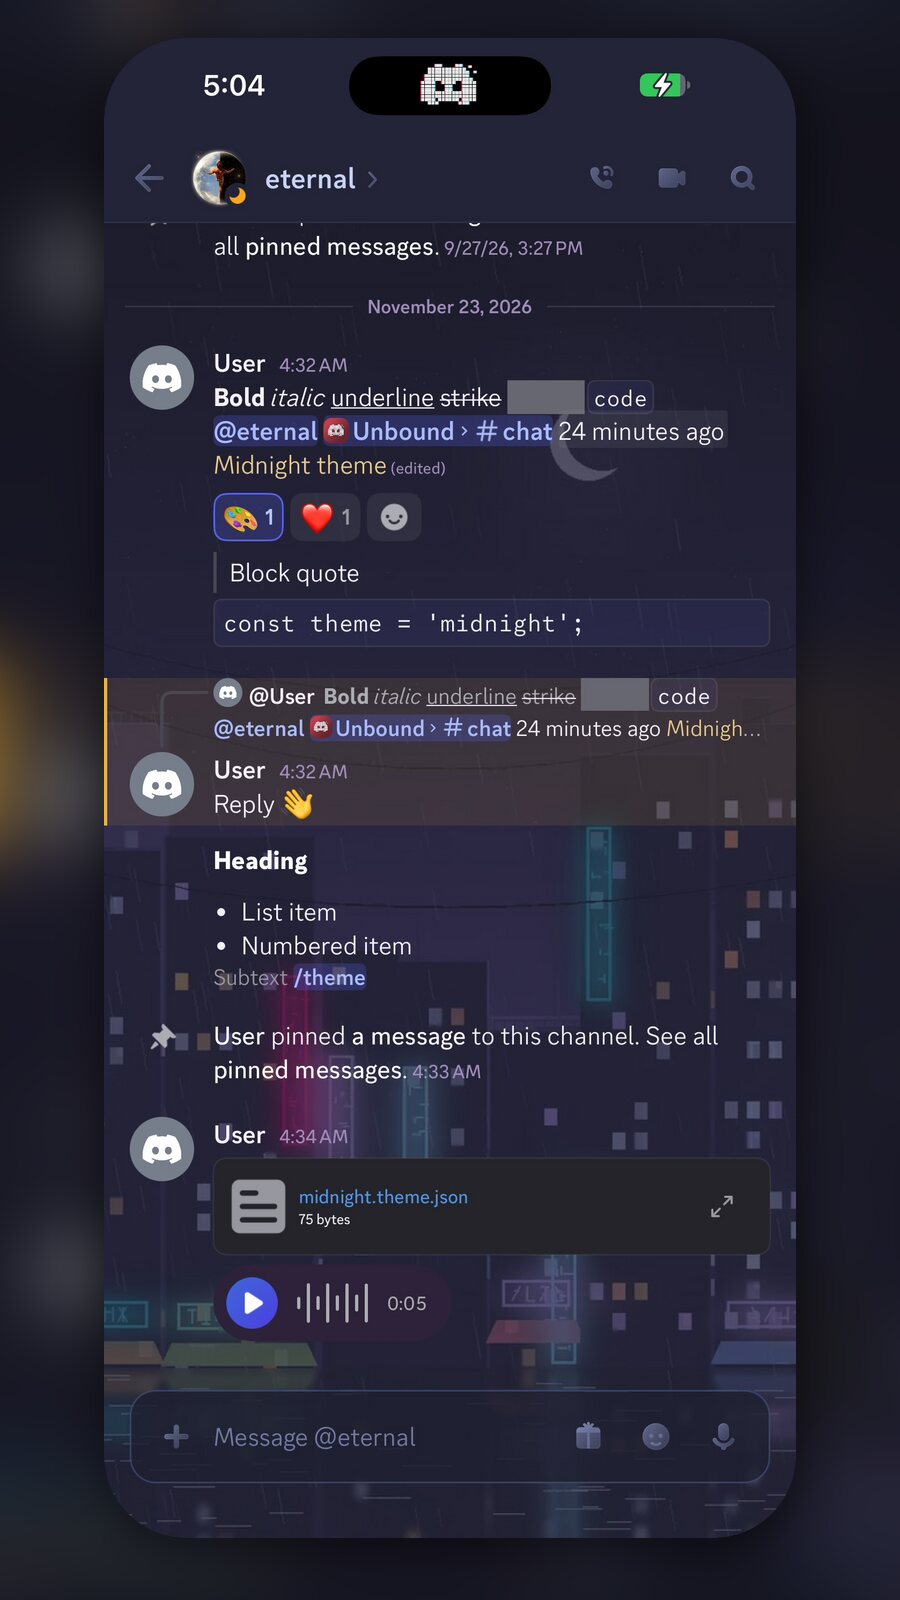 5:04
eternal
all pinned messages. 9/27/26, 3:27 PM
November 23, 2026
User 4:32 AM
Bold italic underline strike code
@eternal Unbound › # chat 24 minutes ago
Midnight theme (edited)
1 1
Block quote
const theme = 'midnight';
@User Bold italic underline strike code
@eternal Unbound › # chat 24 minutes ago Midnigh...
User 4:32 AM
Reply 👋
Heading
• List item
• Numbered item
Subtext /theme
User pinned a message to this channel. See all
pinned messages. 4:33 AM
User 4:34 AM
midnight.theme.json
75 bytes
0:05
Message @eternal